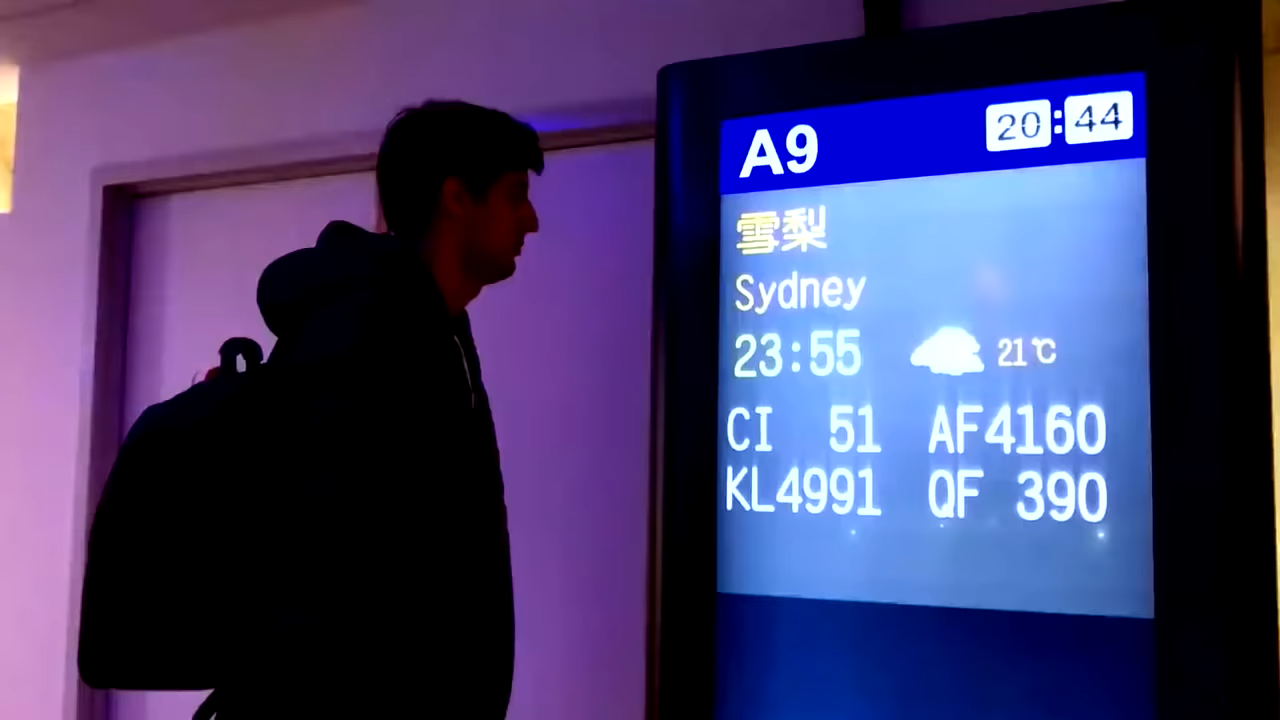 A9 20:44
雪梨
Sydney
23:55 21℃
CI 51 AF4160
KL4991 QF 390